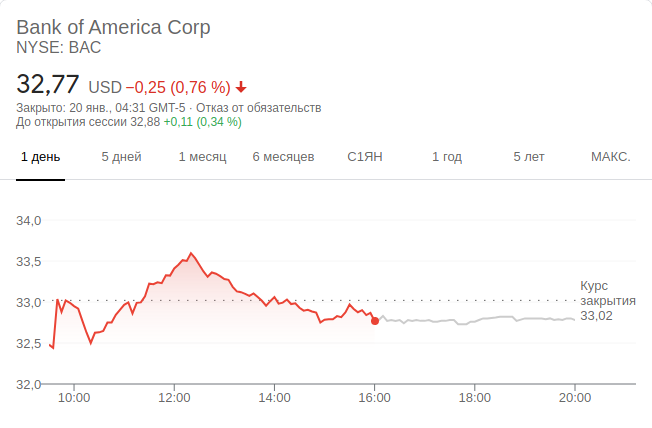 Bank of America Corp
NYSE: BAC
32,77 USD −0,25 (0,76 %)
Закрыто: 20 янв., 04:31 GMT-5 · Отказ от обязательств
До открытия сессии 32,88 +0,11 (0,34 %)
1 день 5 дней 1 месяц 6 месяцев С1ЯН 1 год 5 лет МАКС.
34,0
33,5
33,0
32,5
32,0
Курс
закрытия
33,02
10:00 12:00 14:00 16:00 18:00 20:00